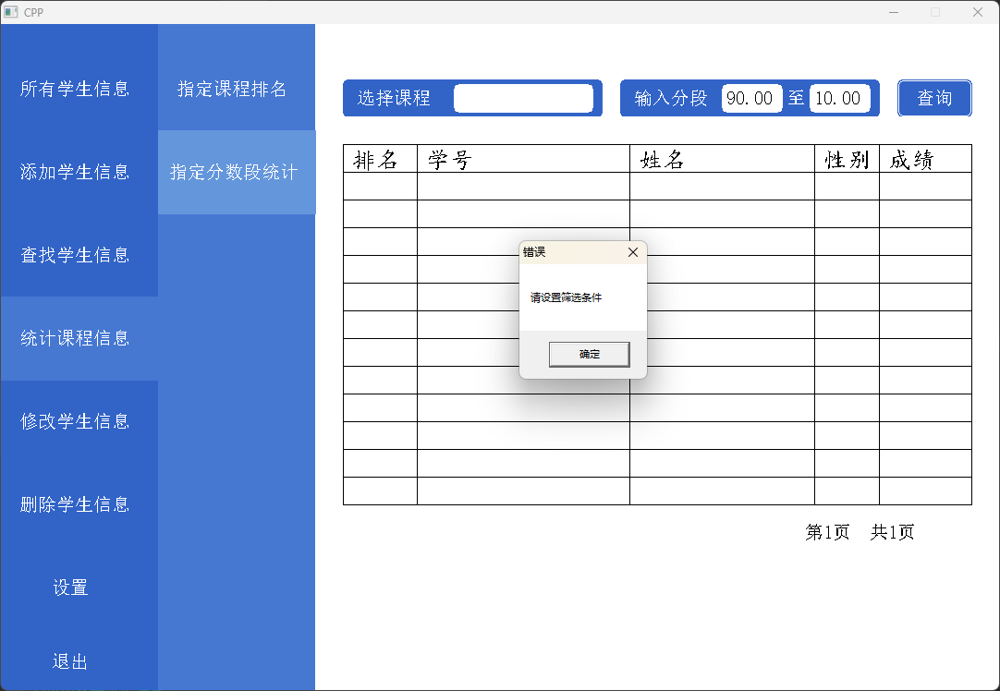 CPP
所有学生信息
添加学生信息
查找学生信息
统计课程信息
修改学生信息
删除学生信息
设置
退出
指定课程排名
指定分数段统计
选择课程
输入分段 90.00 至 10.00
查询
排名 学号 姓名 性别 成绩
错误
请设置筛选条件
确定
第1页 共1页